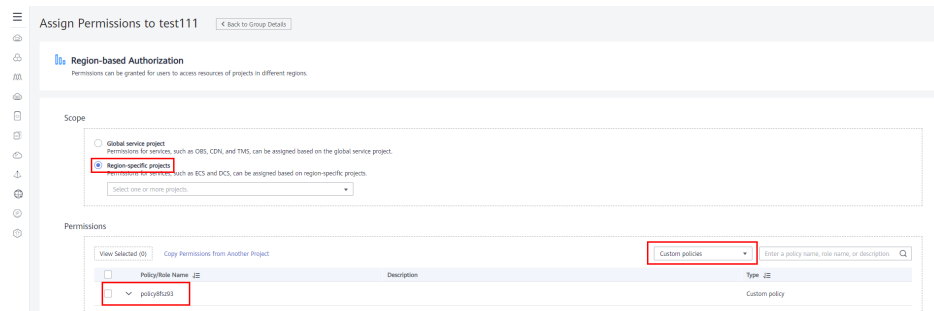 Assign Permissions to test111
< Back to Group Details
Region-based Authorization
Permissions can be granted for users to access resources of projects in different regions.
Scope
Global service project
Permissions for services, such as OBS, CDN, and TMS, can be assigned based on the global service project.
Region-specific projects
Permissions for services, such as ECS and DCS, can be assigned based on region-specific projects.
Select one or more projects.
Permissions
View Selected (0) Copy Permissions from Another Project Custom policies Enter a policy name, role name, or description.
Policy/Role Name Description Type
policy8fhz93 Custom policy